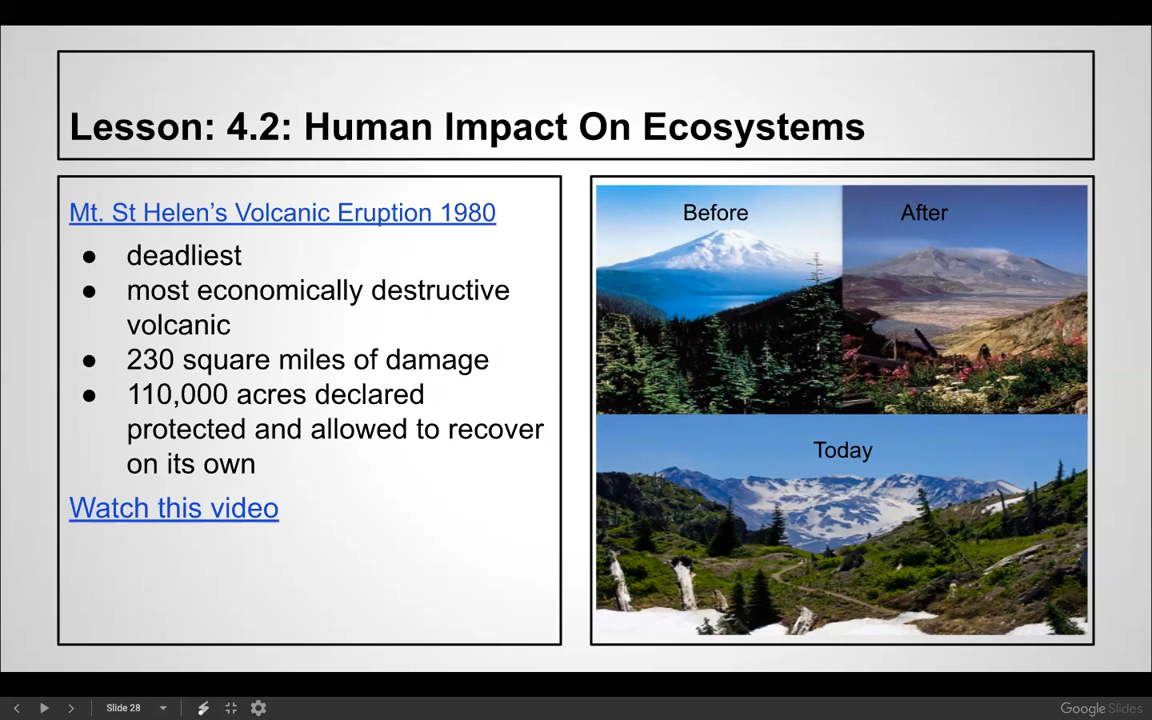 Lesson: 4.2: Human Impact On Ecosystems
Mt. St Helen's Volcanic Eruption 1980
● deadliest
● most economically destructive
volcanic
● 230 square miles of damage
● 110,000 acres declared
protected and allowed to recover
on its own
Watch this video
Before
After
Today
Slide 28
Google Slides